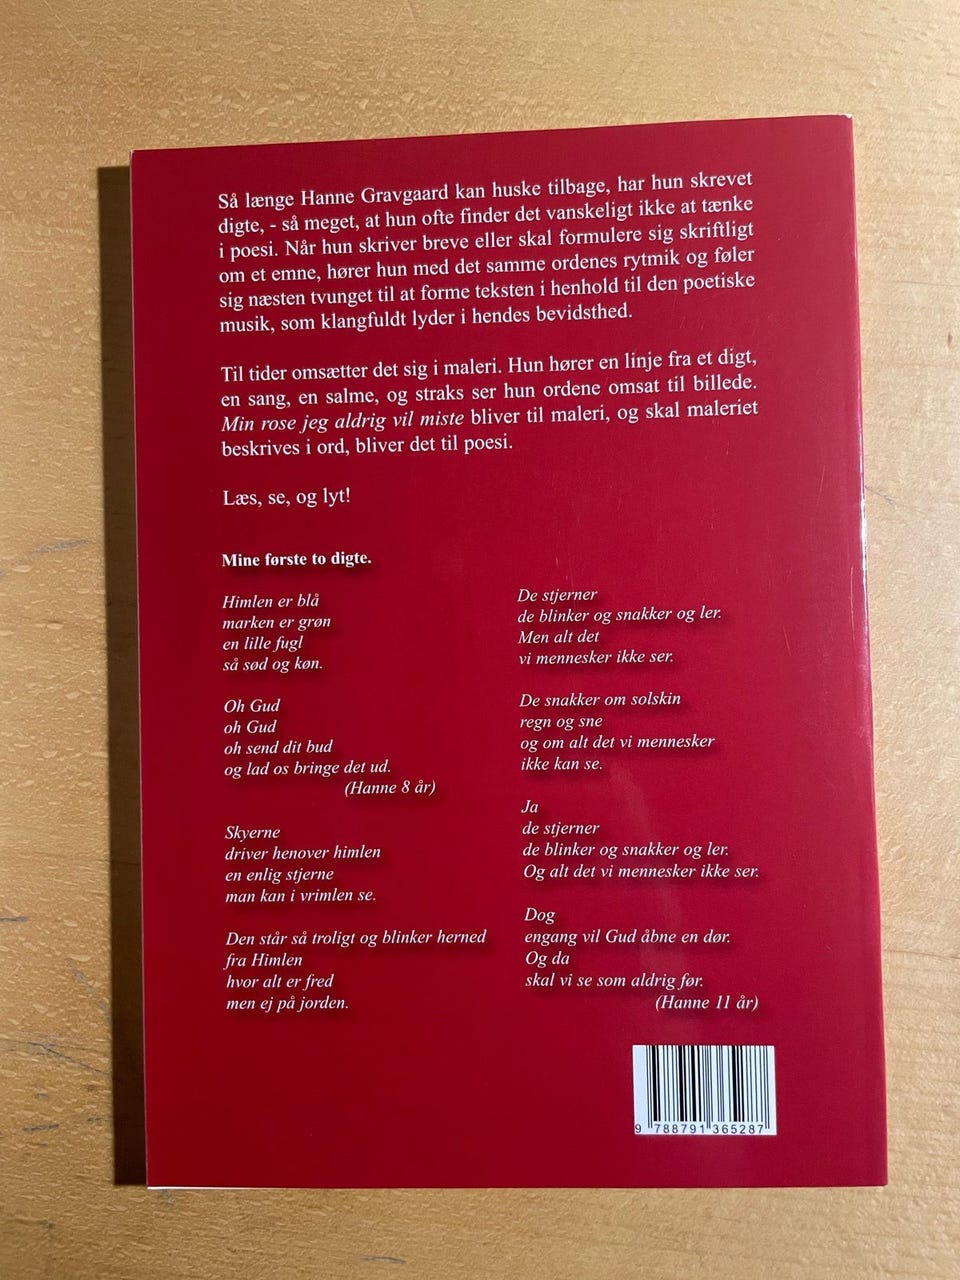 Så længe Hanne Gravgaard kan huske tilbage, har hun skrevet
digte, - så meget, at hun ofte finder det vanskeligt ikke at tænke
i poesi. Når hun skriver breve eller skal formulere sig skriftligt
om et emne, hører hun med det samme ordenes rytmik og føler
sig næsten tvunget til at forme teksten i henhold til den poetiske
musik, som klangfuldt lyder i hendes bevidsthed.
Til tider omsætter det sig i maleri. Hun hører en linje fra et digt,
en sang, en salme, og straks ser hun ordene omsat til billede.
Min rose jeg aldrig vil miste bliver til maleri, og skal maleriet
beskrives i ord, bliver det til poesi.
Læs, se, og lyt!
Mine første to digte.
Himlen er blå
marken er grøn
en lille fugl
så sød og køn.
Oh Gud
oh Gud
oh send dit bud
og lad os bringe det ud.
(Hanne 8 år)
Skyerne
driver henover himlen
en enlig stjerne
man kan i vrimlen se.
Den står så troligt og blinker herned
fra Himlen
hvor alt er fred
men ej på jorden.
De stjerner
de blinker og snakker og ler.
Men alt det
vi mennesker ikke ser.
De snakker om solskin
regn og sne
og om alt det vi mennesker
ikke kan se.
Ja
de stjerner
de blinker og snakker og ler.
Og alt det vi mennesker ikke ser.
Dog
engang vil Gud åbne en dør.
Og da
skal vi se som aldrig før.
(Hanne 11 år)
9 788791 365287